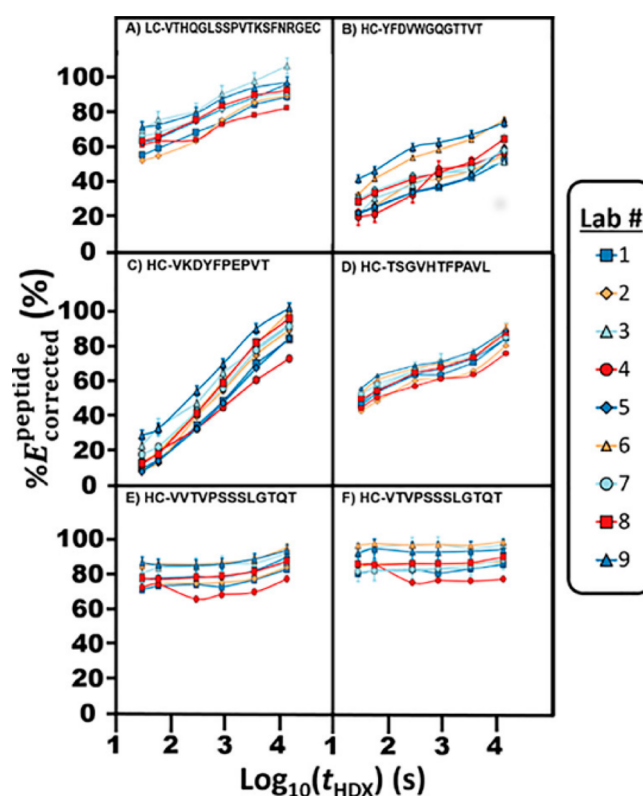 A) LC-VTHQGLSSPVTKSFNRGEC
B) HC-YFDVWGQGTTVT
100
80
60
40
20
0
C) HC-VKDYFPEPVT
D) HC-TSGVHTFPAVL
100
80
60
40
20
0
E) HC-VVTVPSSSLGTQT
F) HC-VTVPSSSLGTQT
100
80
60
40
20
0
1 2 3 4 1 2 3 4
Log10(tHDX) (s)
%E peptide corrected (%)
Lab #
1
2
3
4
5
6
7
8
9